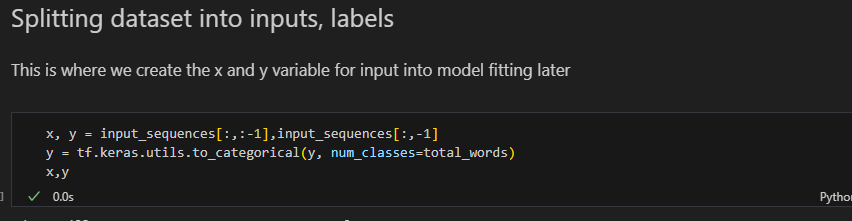 Splitting dataset into inputs, labels
This is where we create the x and y variable for input into model fitting later
x, y = input_sequences[:,:-1],input_sequences[:,-1]
y = tf.keras.utils.to_categorical(y, num_classes=total_words)
x,y
✓ 0.0s